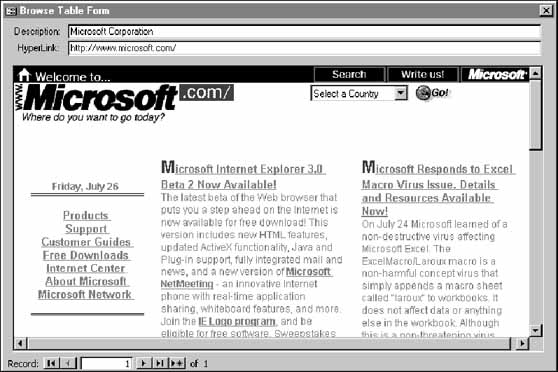 Browse Table Form
Description: Microsoft Corporation
HyperLink: http://www.microsoft.com/
Welcome to...
Search
Write us!
Microsoft
www.
Microsoft.com/
Where do you want to go today?
Select a Country
Go!
Friday, July 26
Products
Support
Customer Guides
Free Downloads
Internet Center
About Microsoft
Microsoft Network
Microsoft Internet Explorer 3.0
Beta 2 Now Available!
The latest beta of the Web browser that
puts you a step ahead on the Internet is
now available for free download! This
version includes new HTML features,
updated ActiveX functionality, Java and
Plug-in support, fully integrated mail and
news, and a new version of Microsoft
NetMeeting - an innovative Internet
phone with real-time application
sharing, whiteboard features, and more.
Join the IE Logo program, and be
eligible for free software. Sweepstakes
Microsoft Responds to Excel
Macro Virus Issue. Details
and Resources Available
Now!
On July 24 Microsoft learned of a
non-destructive virus affecting
Microsoft Excel. The
ExcelMacro/Laroux macro is a
non-harmful concept virus that
simply appends a macro sheet
called "laroux" to workbooks. It
does not affect data or anything
else in the workbook. Although
this is a non-threatening virus
Record: 1 of 1